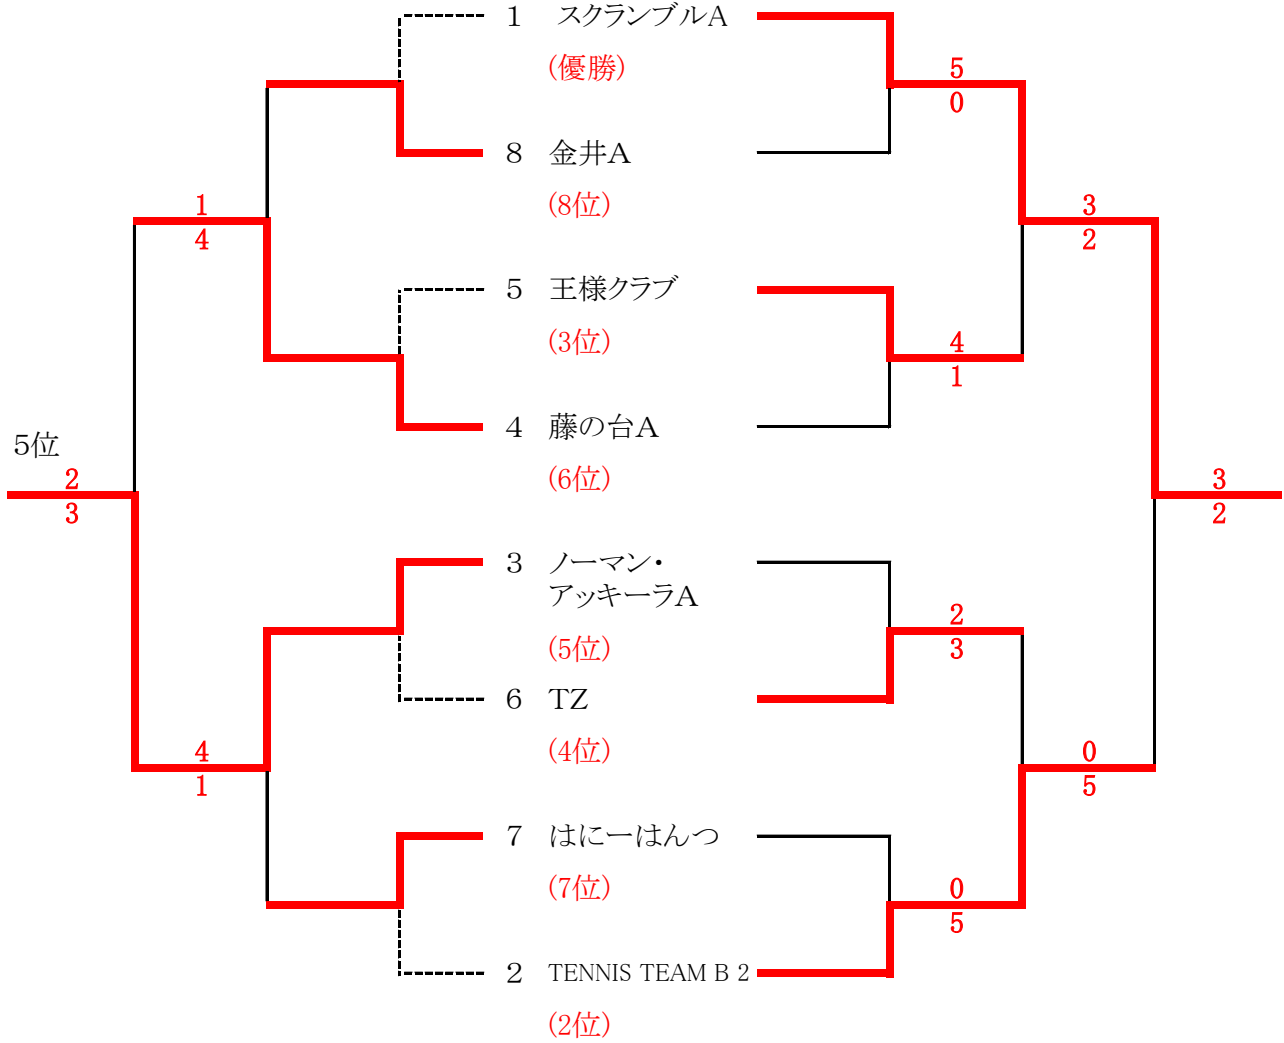 1 スクランブルA
(優勝)
5
0
8 金井A
(8位)
1
4
3
2
5 王様クラブ
(3位)
4
1
4 藤の台A
(6位)
5位
2
3
3
2
3 ノーマン・
アッキーラA
(5位)
2
3
6 TZ
(4位)
4
1
0
5
7 はにーはんつ
(7位)
0
5
2 TENNIS TEAM B 2
(2位)